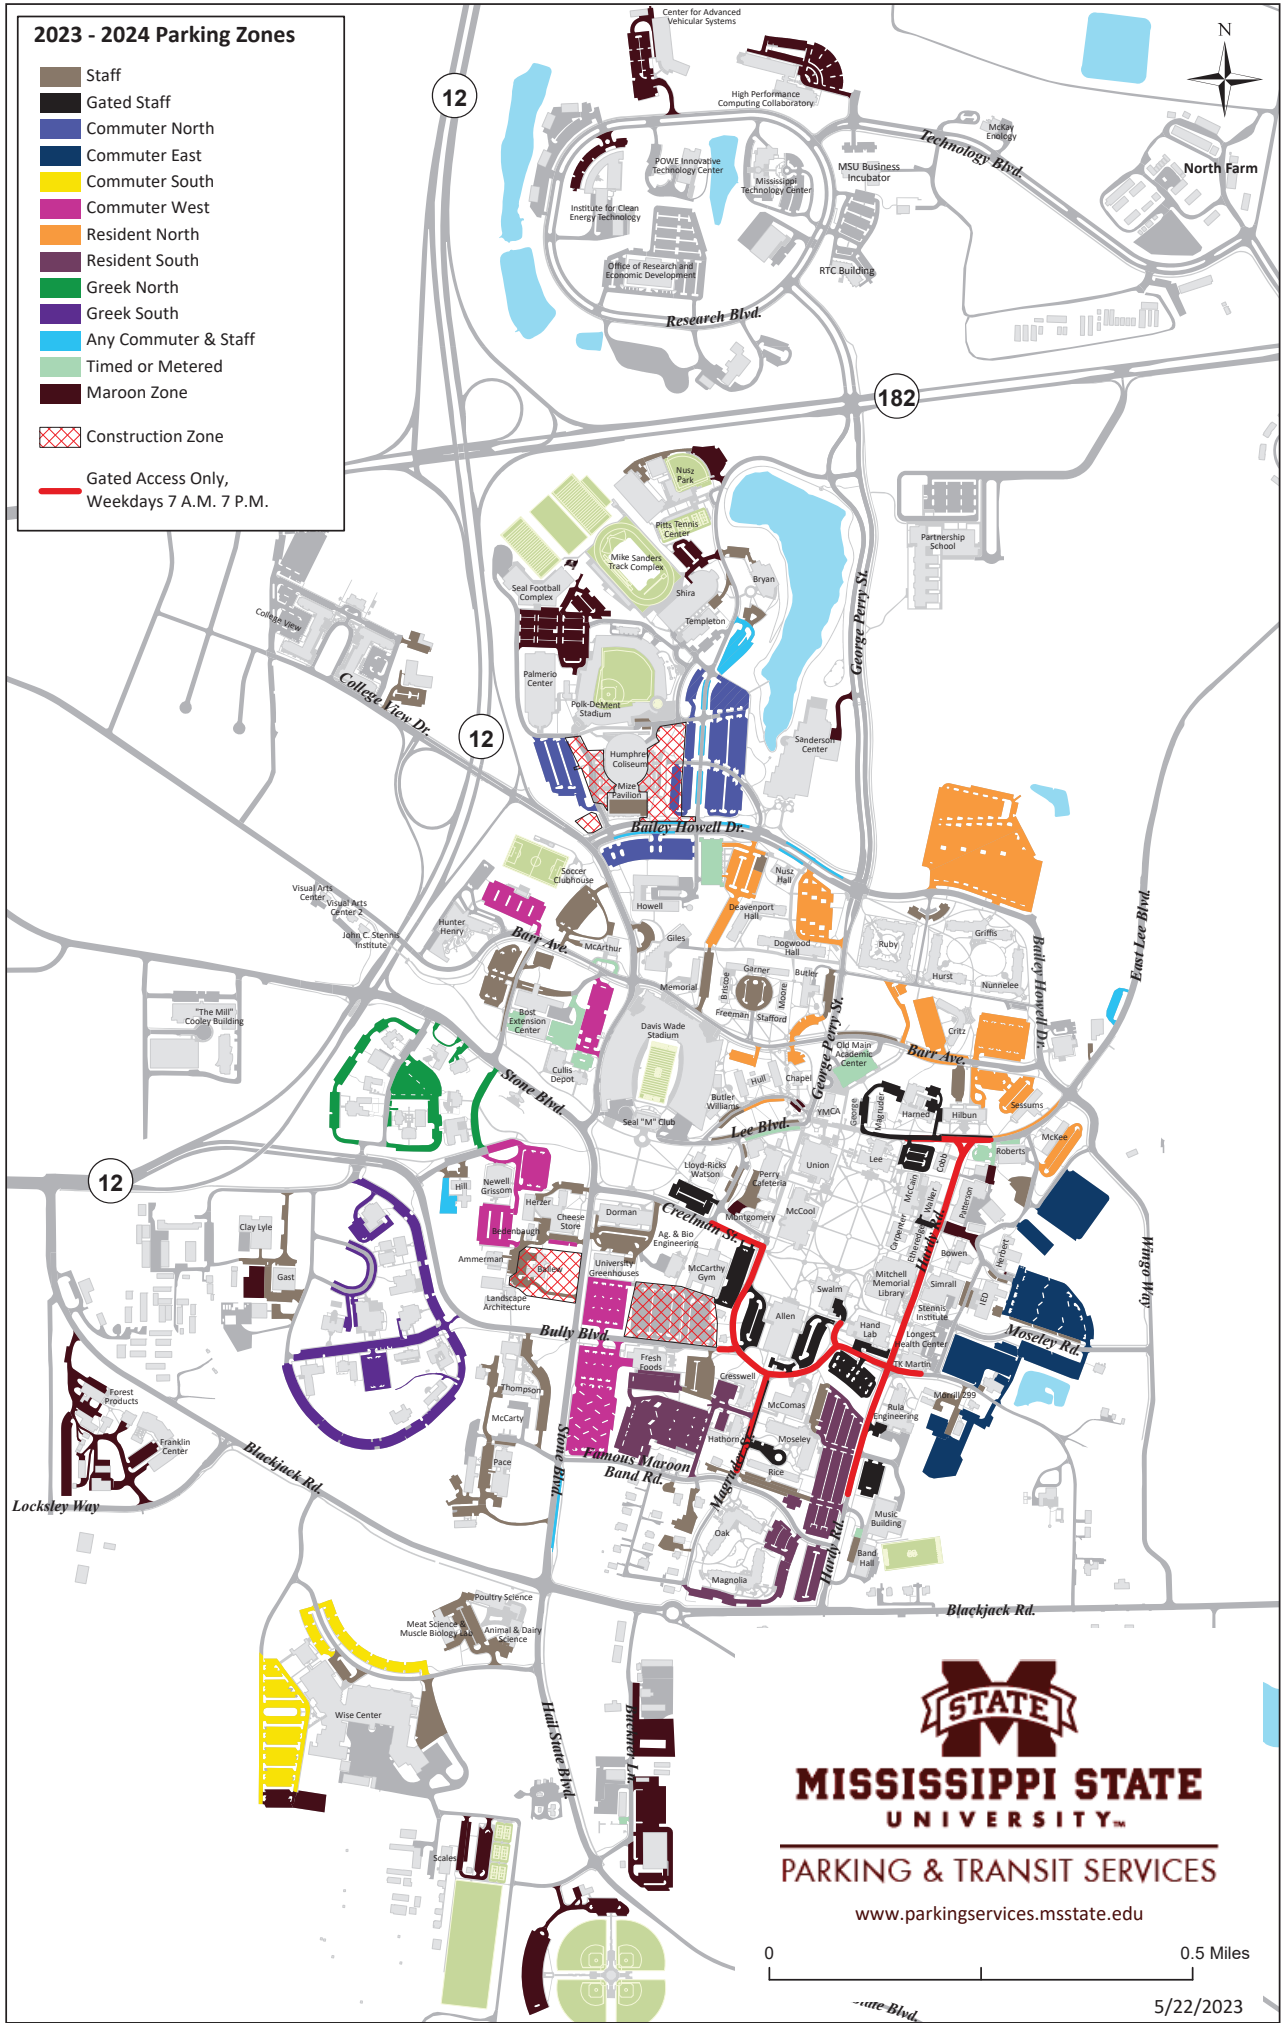 2023 - 2024 Parking Zones
Staff
Gated Staff
Commuter North
Commuter East
Commuter South
Commuter West
Resident North
Resident South
Greek North
Greek South
Any Commuter & Staff
Timed or Metered
Maroon Zone
Construction Zone
Gated Access Only,
Weekdays 7 A.M. 7 P.M.
Center for Advanced
Vehicular Systems
N
12
High Performance
Computing Collaboratory
McKay
Enology
Technology Blvd.
North Farm
POWE Innovative
Technology Center
Mississippi
Technology Center
MSU Business
Incubator
Institute for Clean
Energy Technology
Office of Research and
Economic Development
RTC Building
Research Blvd.
182
Nusz
Park
Pitts Tennis
Center
Mike Sanders
Track Complex
Partnership
School
Seal Football
Complex
Shira
Bryan
George Perry St.
College View
Templeton
Palmerio
Center
College View Dr.
Polk-DeMent
Stadium
12
Sanderson
Center
Humphrey
Coliseum
Mize
Pavilion
Bailey Howell Dr.
Soccer
Clubhouse
Nusz
Hall
Visual Arts
Center
Visual Arts
Center 2
Howell
Deavenport
Hall
East Lee Blvd.
John C. Stennis
Institute
Hunter
Henry
Barr Ave.
McArthur
Giles
Dogwood
Hall
Ruby
Griffis
Bailey Howell Dr.
Hurst
Nunnelee
Memorial
Briscoe
Garner
Butler
Moore
Freeman
Stafford
"The Mill"
Cooley Building
Bost
Extension
Center
Davis Wade
Stadium
George Perry St.
Critz
Old Main
Academic
Center
Barr Ave.
Cullis
Depot
Stone Blvd.
Hull
Chapel
Butler
Williams
YMCA
George
Magruder
Harned
Hilbun
Sessums
Seal "M" Club
Lee Blvd.
McKee
Roberts
12
Lloyd-Ricks
Watson
Union
Lee
Cobb
Perry
Cafeteria
McCain
Hill
Newell
Grissom
Herzer
Walker
Patterson
Clay Lyle
Cheese
Store
Dorman
Creelman St.
Montgomery
McCool
Carpenter
Etheredge
Hardy Rd.
Bedenbaugh
Ag. & Bio
Engineering
Bowen
Herbert
Wingo Way
Ammerman
Ballew
University
Greenhouses
McCarthy
Gym
Mitchell
Memorial
Library
Simrall
Gast
Swalm
IED
Landscape
Architecture
Allen
Stennis
Institute
Hand
Lab
Bully Blvd.
Longest
Health Center
Moseley Rd.
Fresh
Foods
TK Martin
Cresswell
Forest
Products
Thompson
McComas
Morrill 299
McCarty
Rula
Engineering
Franklin
Center
Hathorn
Moseley
Blackjack Rd.
Pace
Stone Blvd.
Famous Maroon
Band Rd.
Rice
Locksley Way
Music
Building
Oak
Hardy Rd.
Band
Hall
Magnolia
Poultry Science
Blackjack Rd.
Meat Science &
Muscle Biology Lab
Animal & Dairy
Science
Wise Center
Hail State Blvd.
STATE
MISSISSIPPI STATE
UNIVERSITY™
PARKING & TRANSIT SERVICES
Scales
www.parkingservices.msstate.edu
0
0.5 Miles
5/22/2023